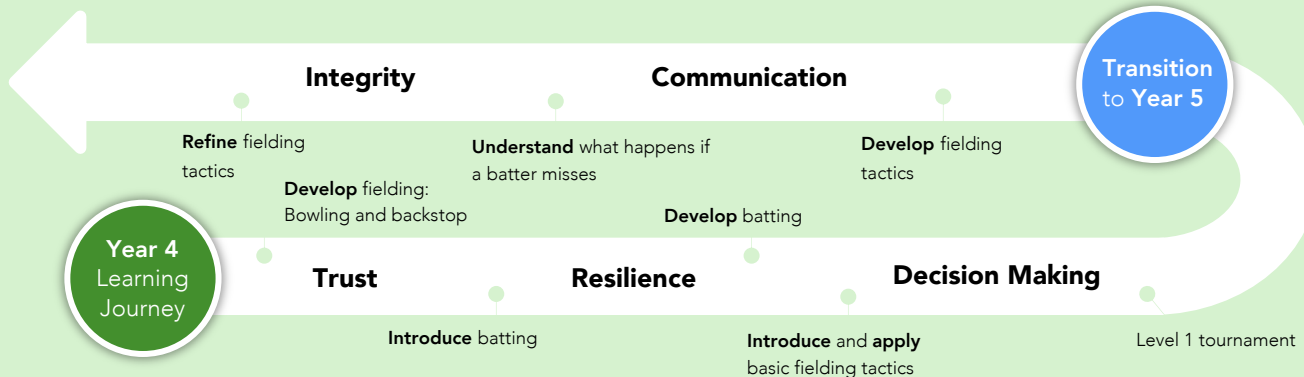 Integrity
Communication
Transition
to Year 5
Refine fielding
tactics
Understand what happens if
a batter misses
Develop fielding
tactics
Develop fielding:
Bowling and backstop
Develop batting
Year 4
Learning
Journey
Trust
Resilience
Decision Making
Introduce batting
Introduce and apply
basic fielding tactics
Level 1 tournament